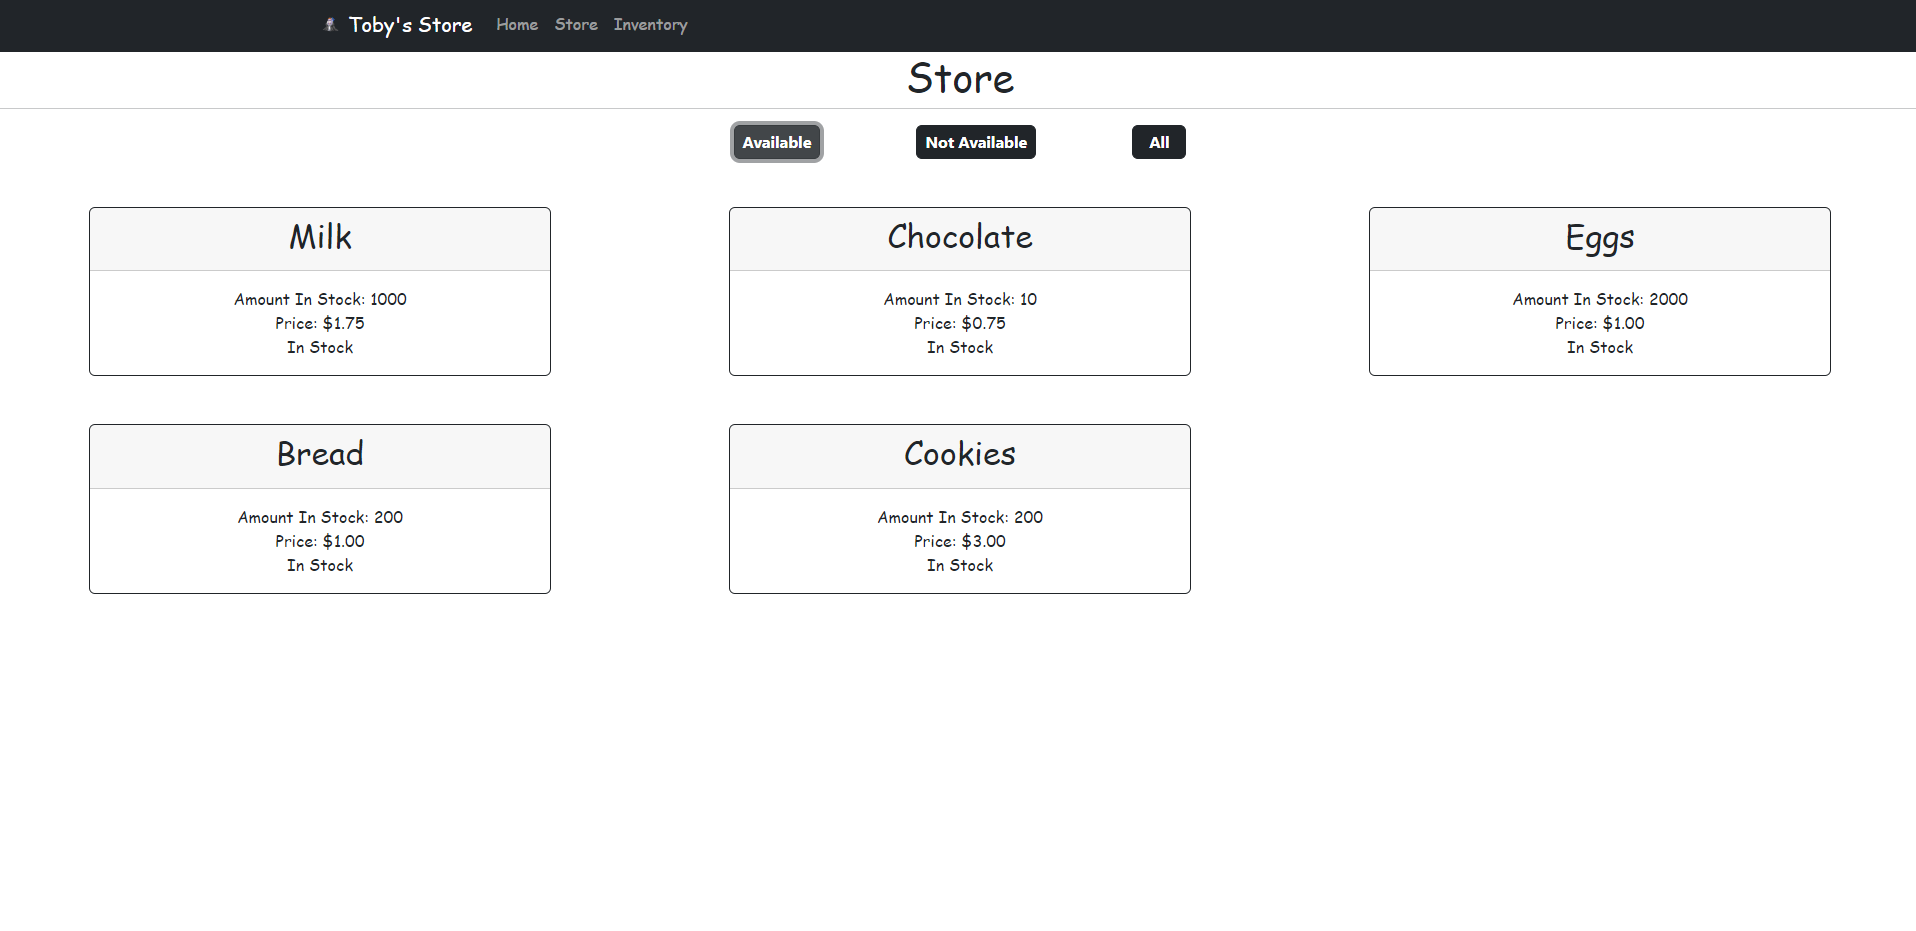 Toby's Store Home Store Inventory
Store
Available Not Available All
Milk
Amount In Stock: 1000
Price: $1.75
In Stock
Chocolate
Amount In Stock: 10
Price: $0.75
In Stock
Eggs
Amount In Stock: 2000
Price: $1.00
In Stock
Bread
Amount In Stock: 200
Price: $1.00
In Stock
Cookies
Amount In Stock: 200
Price: $3.00
In Stock